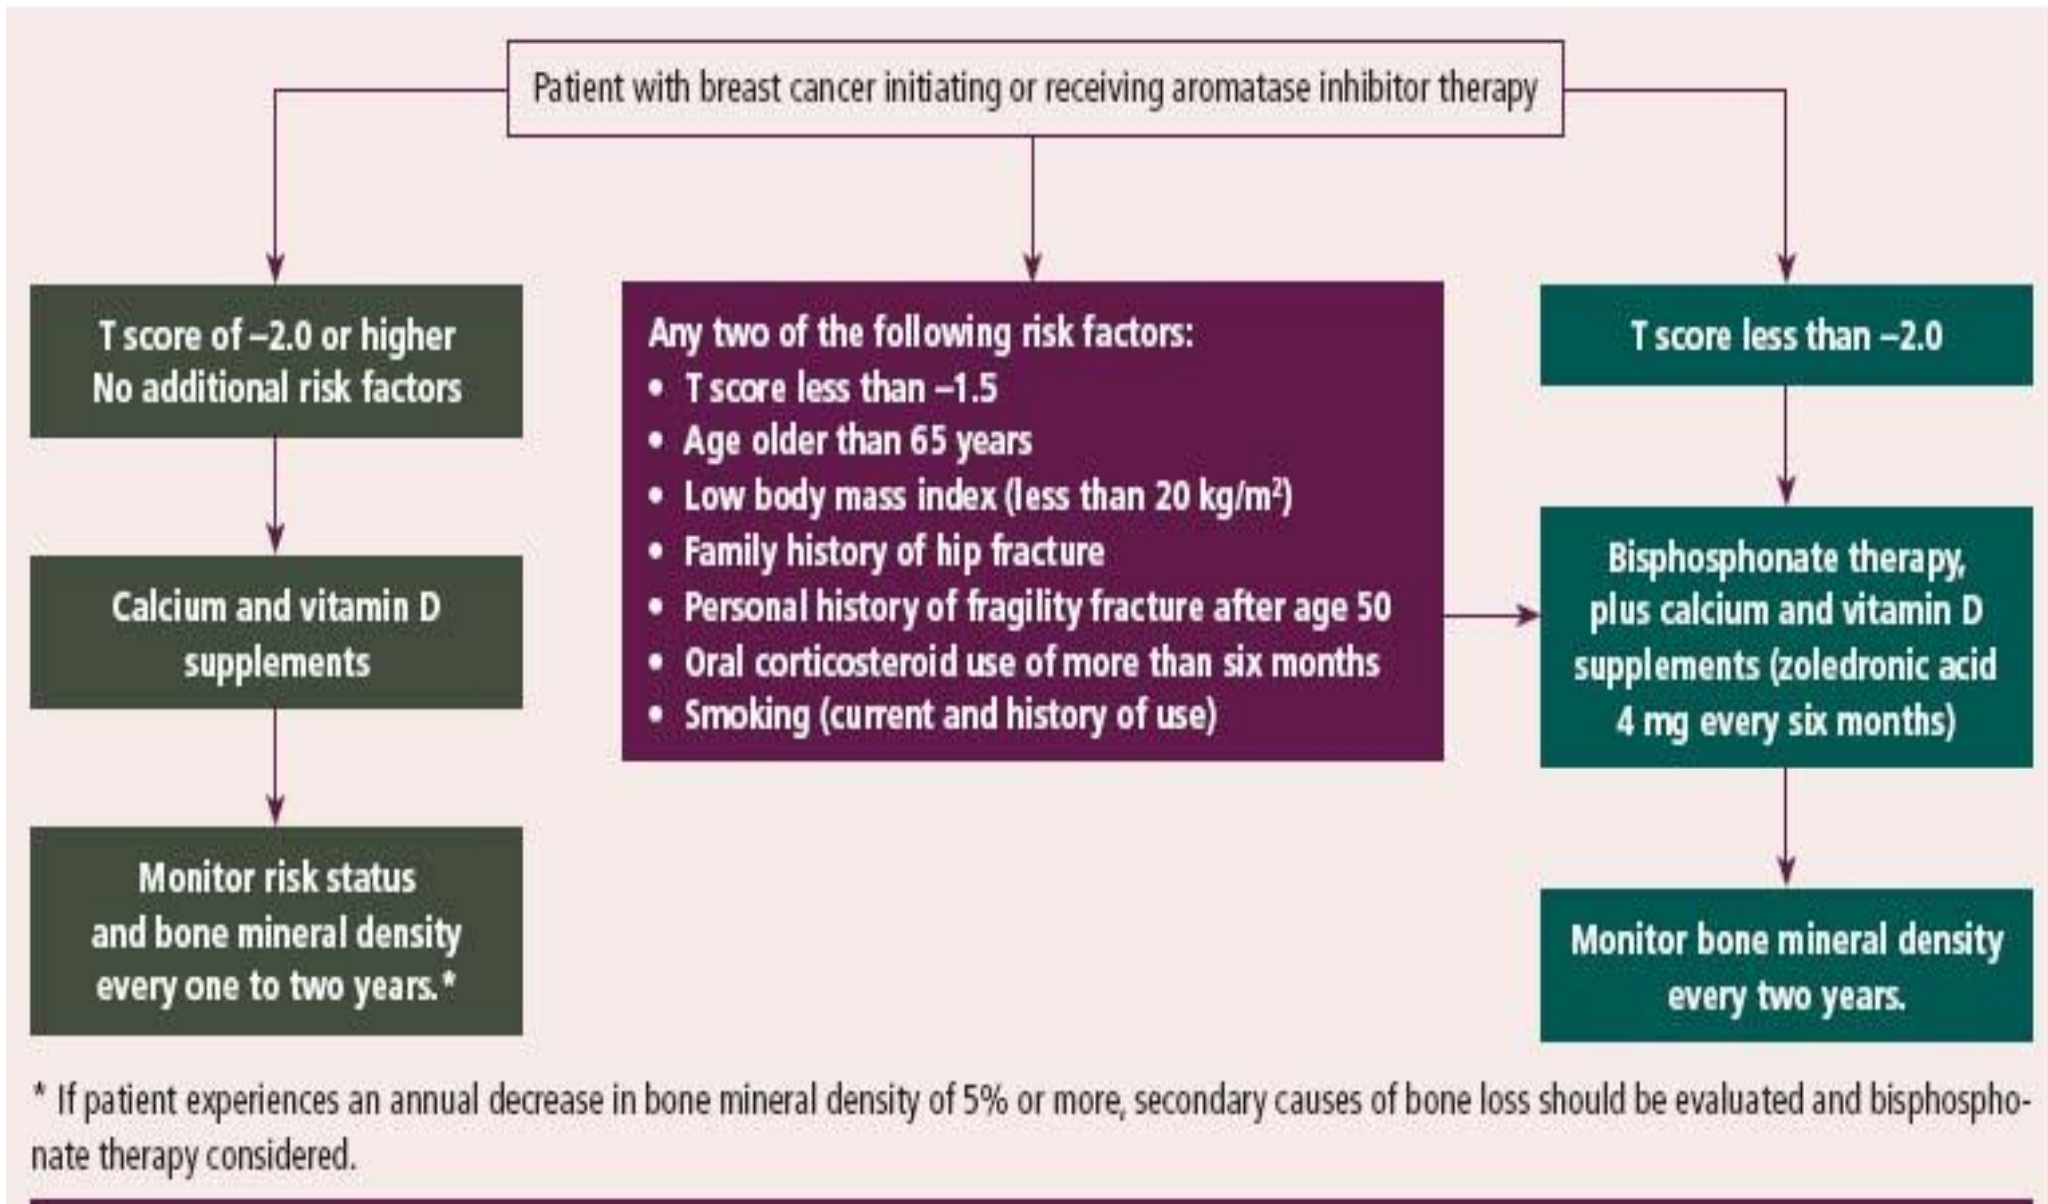 Patient with breast cancer initiating or receiving aromatase inhibitor therapy
T score of –2.0 or higher
No additional risk factors
Calcium and vitamin D
supplements
Monitor risk status
and bone mineral density
every one to two years.*
Any two of the following risk factors:
• T score less than –1.5
• Age older than 65 years
• Low body mass index (less than 20 kg/m²)
• Family history of hip fracture
• Personal history of fragility fracture after age 50
• Oral corticosteroid use of more than six months
• Smoking (current and history of use)
T score less than –2.0
Bisphosphonate therapy,
plus calcium and vitamin D
supplements (zoledronic acid
4 mg every six months)
Monitor bone mineral density
every two years.
* If patient experiences an annual decrease in bone mineral density of 5% or more, secondary causes of bone loss should be evaluated and bisphospho-
nate therapy considered.